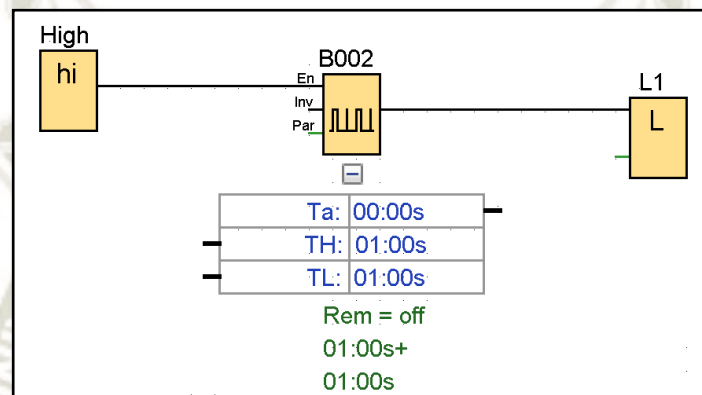 High
hi
B002
En
Inv
Par
L1
L
Ta: 00:00s
TH: 01:00s
TL: 01:00s
Rem = off
01:00s+
01:00s